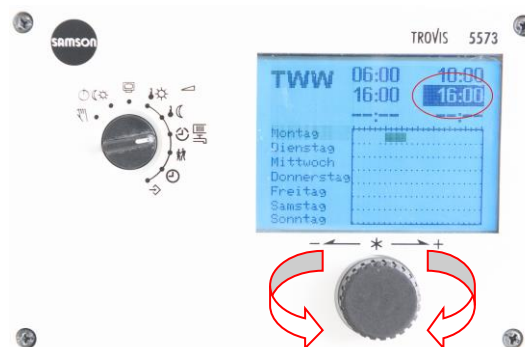 SAMSON
TROVIS 5573
TWW 06:00 10:00
16:00 16:00
--:-- --:--
Montag
Dienstag
Mittwoch
Donnerstag
Freitag
Samstag
Sonntag
- * +